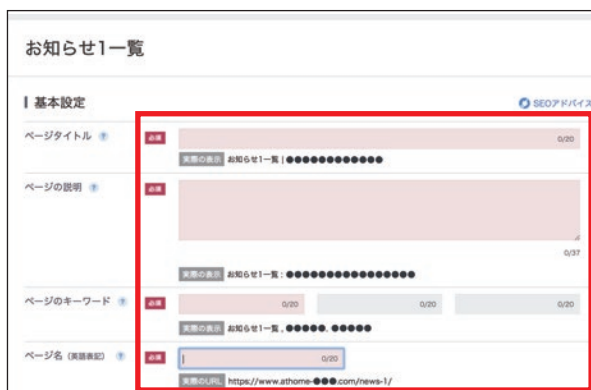 お知らせ1一覧
基本設定
SEOアドバイス
ページタイトル ?
必須
0/20
実際の表示 お知らせ1一覧 | ●●●●●●●●●●●●
ページの説明 ?
必須
0/37
実際の表示 お知らせ1一覧 : ●●●●●●●●●●●●●●●●
ページのキーワード ?
必須
0/20 0/20 0/20
実際の表示 お知らせ1一覧 , ●●●●●, ●●●●●
ページ名 (英語表記) ?
必須
0/20
実際のURL https://www.athome-●●●.com/news-1/